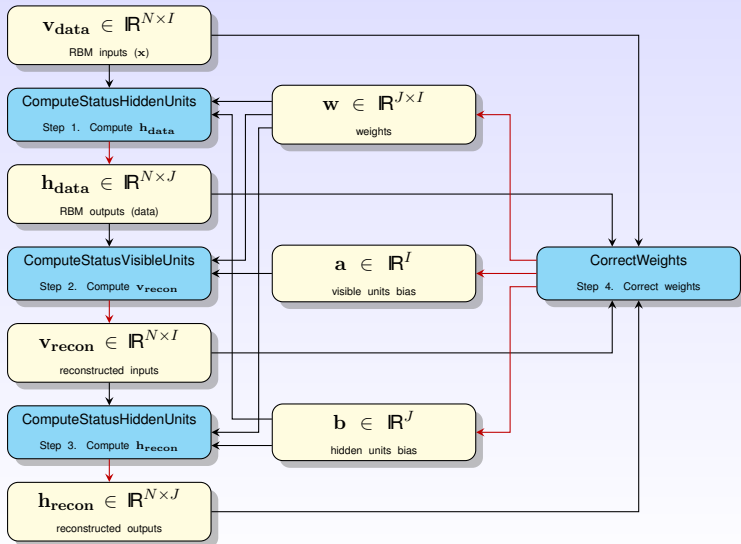 v_data ∈ ℝ^{N×I}
RBM inputs (x)
ComputeStatusHiddenUnits
Step 1. Compute h_data
w ∈ ℝ^{J×I}
weights
h_data ∈ ℝ^{N×J}
RBM outputs (data)
ComputeStatusVisibleUnits
Step 2. Compute v_recon
a ∈ ℝ^I
visible units bias
CorrectWeights
Step 4. Correct weights
v_recon ∈ ℝ^{N×I}
reconstructed inputs
ComputeStatusHiddenUnits
Step 3. Compute h_recon
b ∈ ℝ^J
hidden units bias
h_recon ∈ ℝ^{N×J}
reconstructed outputs